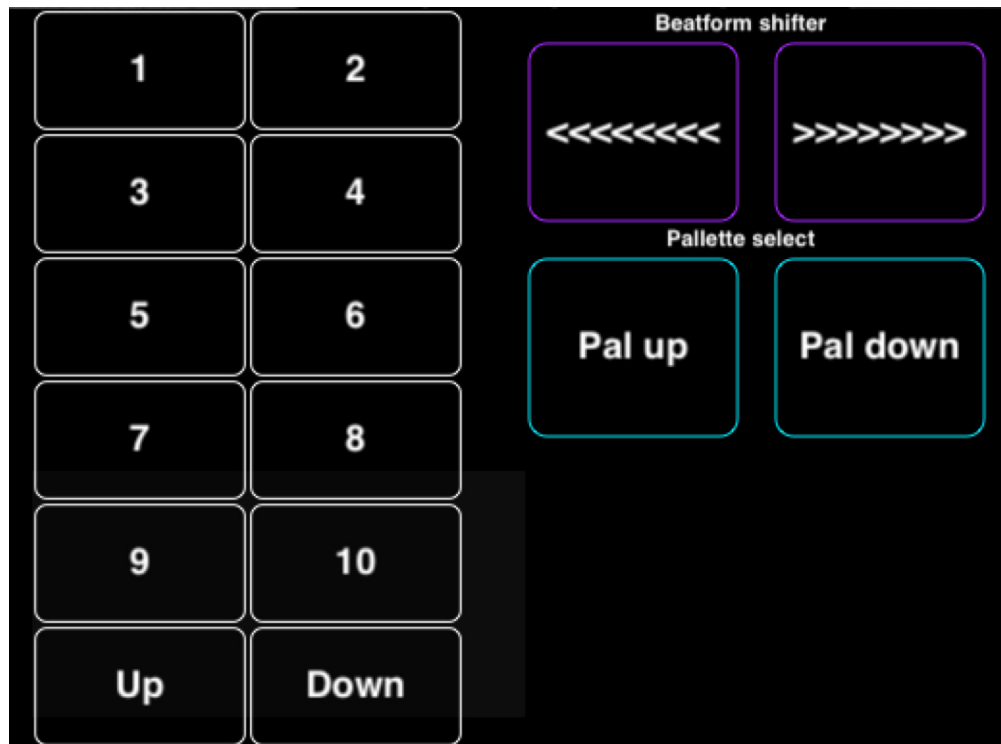 1 2
3 4
5 6
7 8
9 10
Up Down
Beatform shifter
<<<<<<<< >>>>>>>>
Pallette select
Pal up Pal down